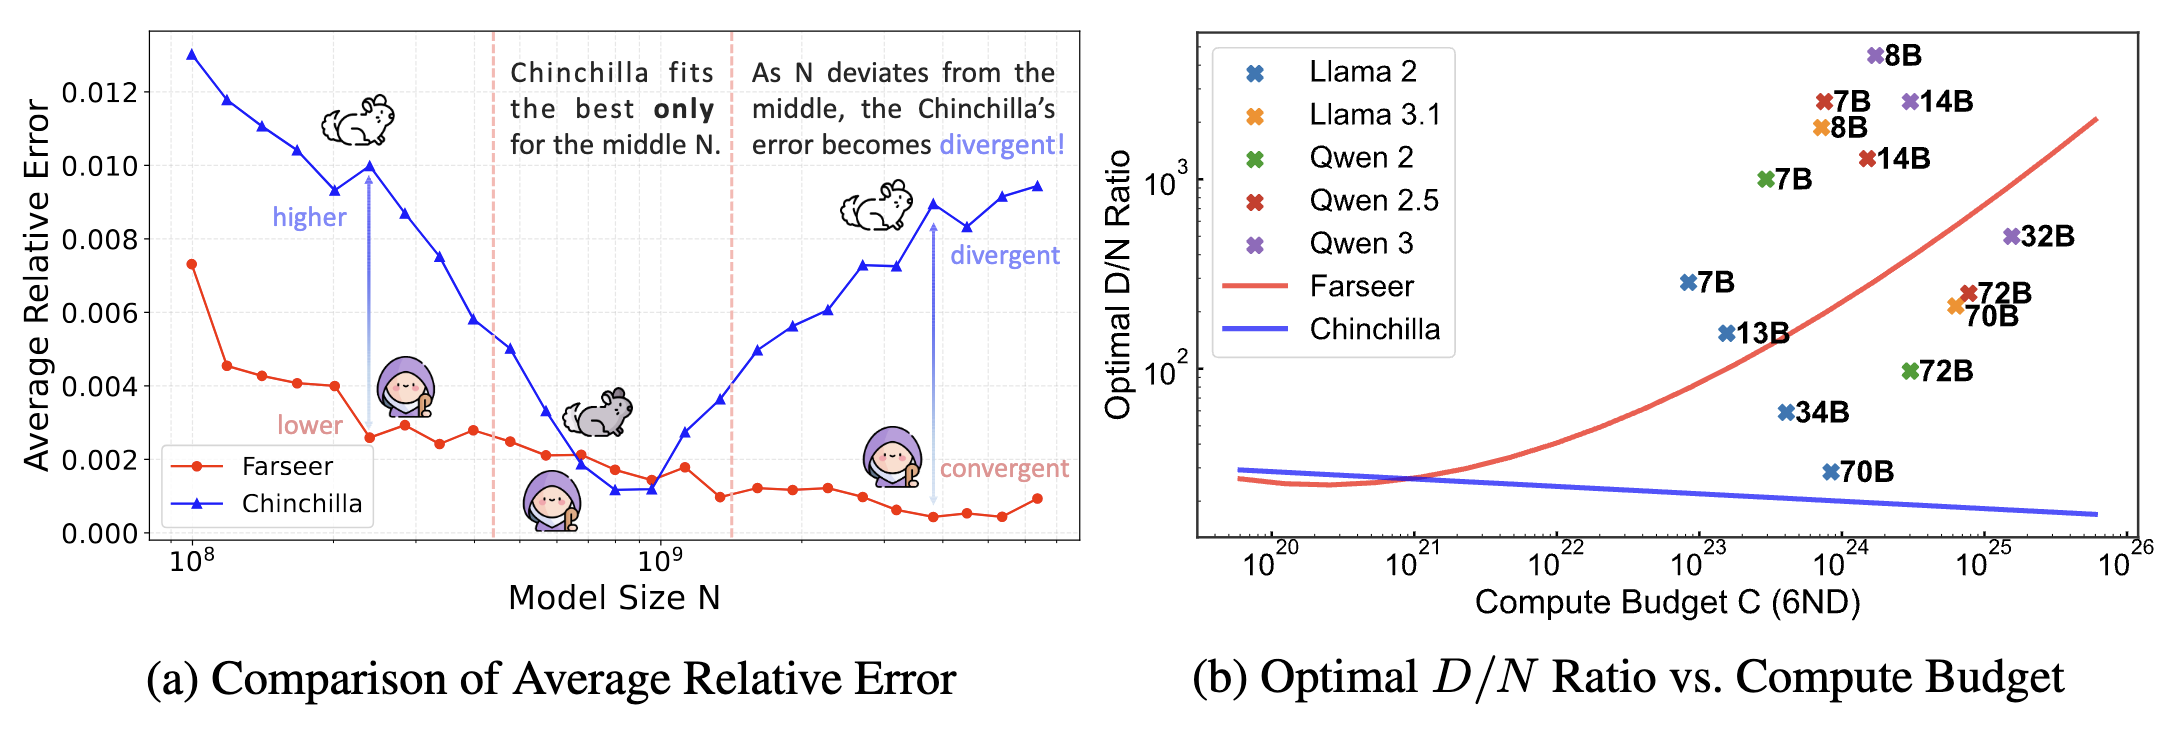 Average Relative Error
0.012
0.010
0.008
0.006
0.004
0.002
0.000
Chinchilla fits
the best only
for the middle N.
As N deviates from the
middle, the Chinchilla's
error becomes divergent!
higher
lower
divergent
convergent
Farseer
Chinchilla
10^8
10^9
Model Size N
(a) Comparison of Average Relative Error
Optimal D/N Ratio
10^3
10^2
Llama 2
Llama 3.1
Qwen 2
Qwen 2.5
Qwen 3
Farseer
Chinchilla
8B
7B
14B
8B
14B
7B
32B
7B
72B
70B
13B
72B
34B
70B
10^20
10^21
10^22
10^23
10^24
10^25
10^26
Compute Budget C (6ND)
(b) Optimal D/N Ratio vs. Compute Budget